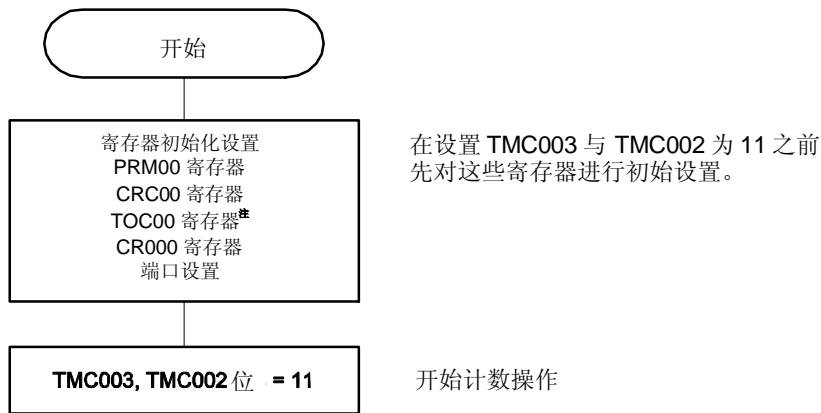 开始
寄存器初始化设置
PRM00 寄存器
CRC00 寄存器
TOC00 寄存器注
CR000 寄存器
端口设置
在设置 TMC003 与 TMC002 为 11 之前
先对这些寄存器进行初始设置。
TMC003, TMC002 位 = 11
开始计数操作